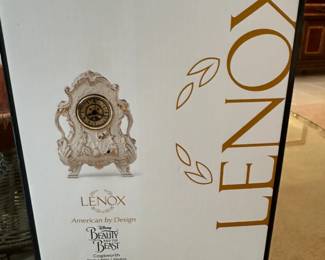 LENOX
American by Design
Disney
BEAUTY
AND THE
BEAST
Cogsworth
LENOX